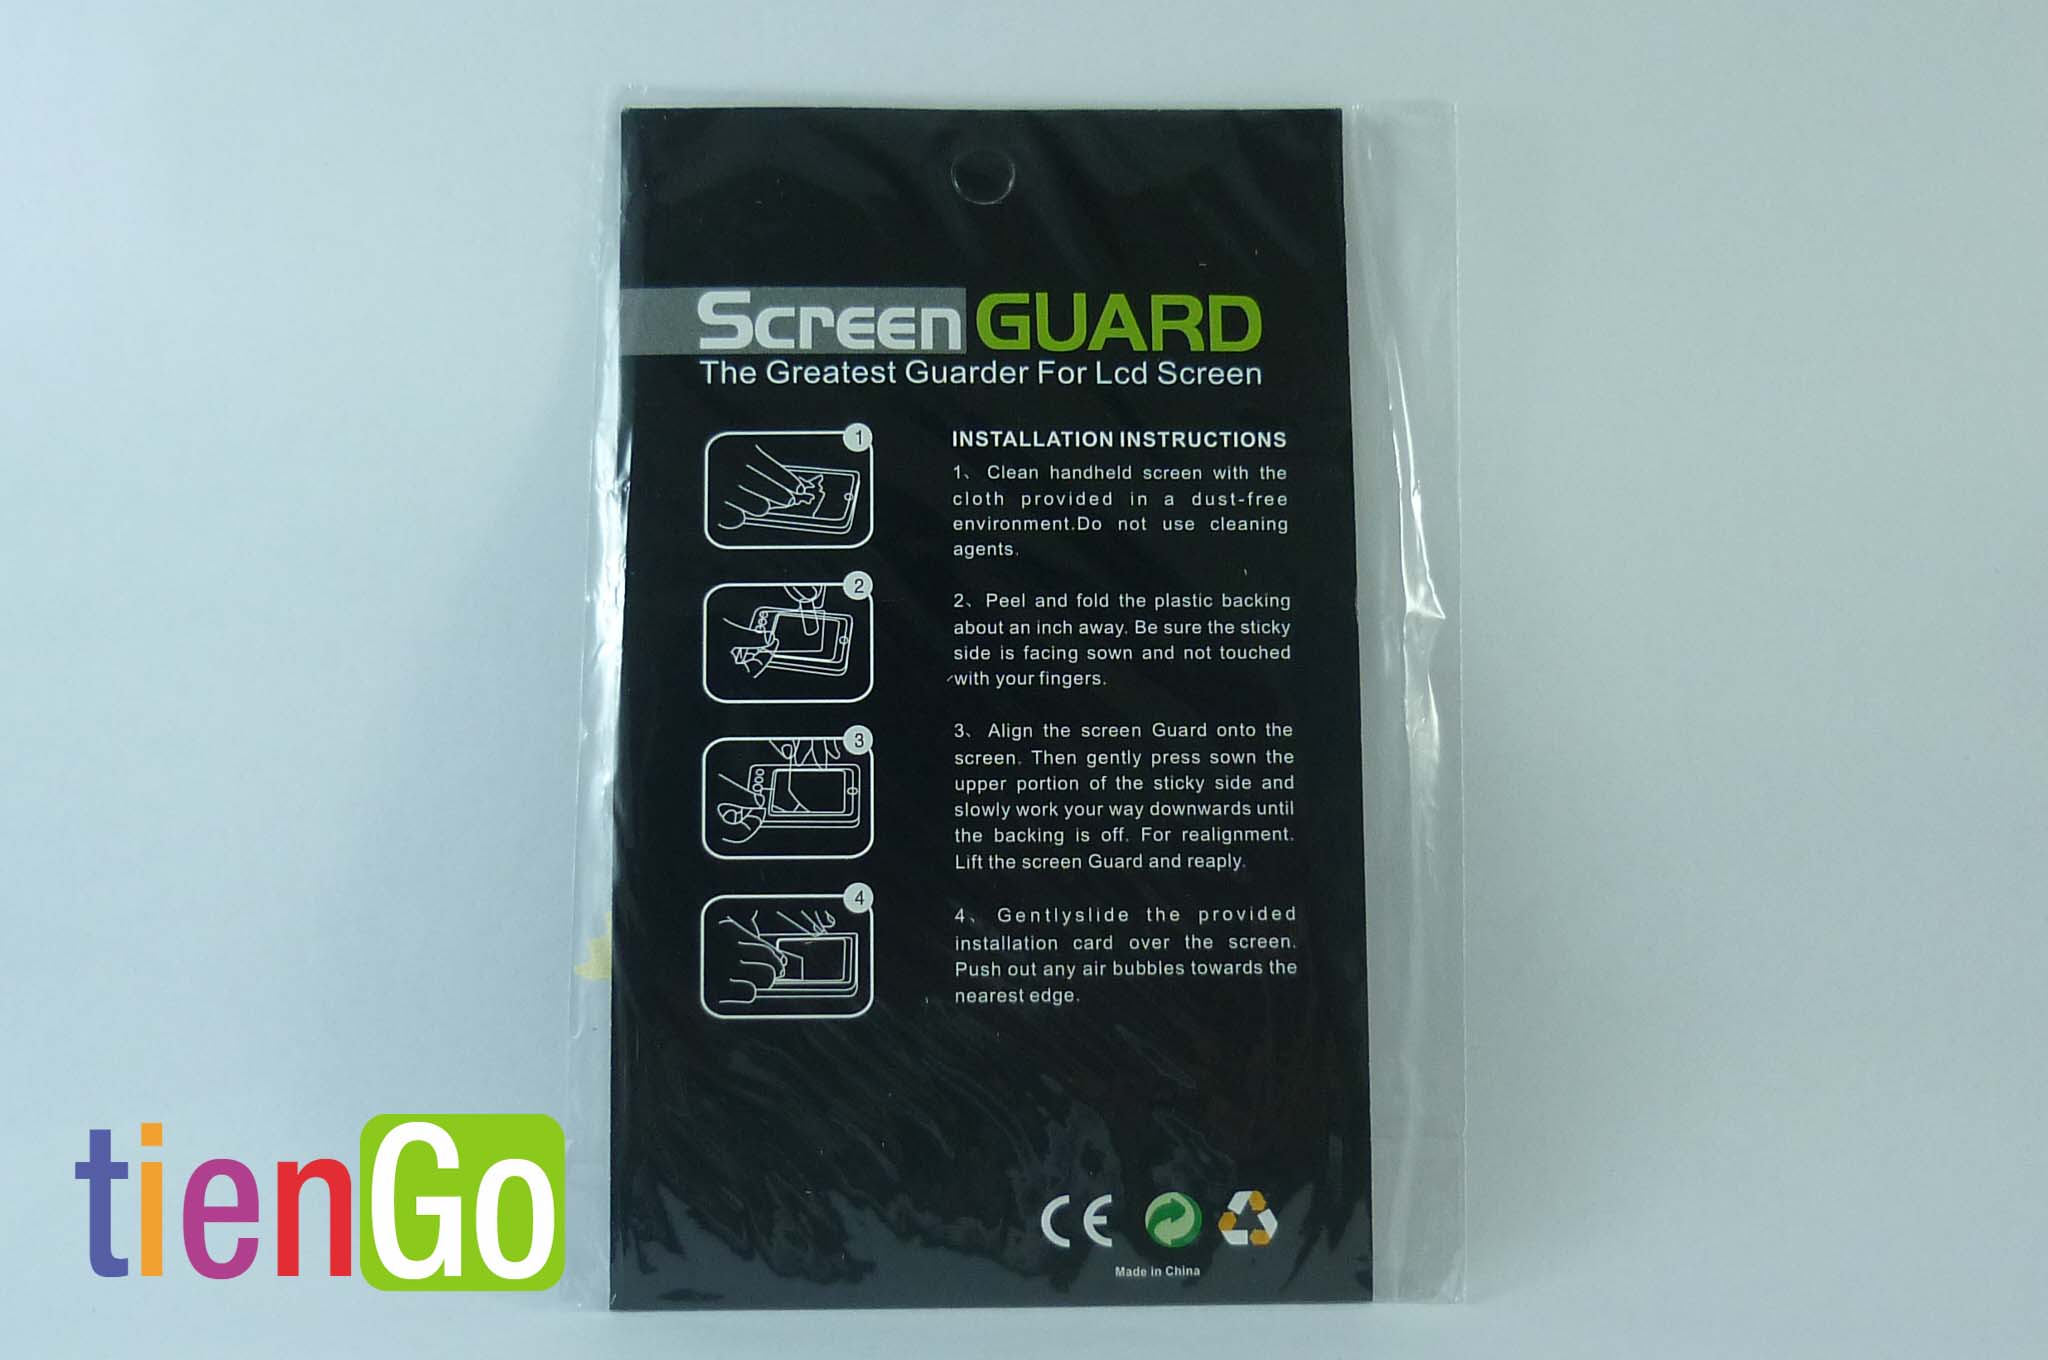 Screen GUARD
The Greatest Guarder For Lcd Screen
1
2
3
4
INSTALLATION INSTRUCTIONS
1、Clean handheld screen with the
cloth provided in a dust-free
environment.Do not use cleaning
agents.
2、Peel and fold the plastic backing
about an inch away. Be sure the sticky
side is facing sown and not touched
with your fingers.
3、Align the screen Guard onto the
screen. Then gently press sown the
upper portion of the sticky side and
slowly work your way downwards until
the backing is off. For realignment.
Lift the screen Guard and reaply.
4、Gentlyslide the provided
installation card over the screen.
Push out any air bubbles towards the
nearest edge.
CE
Made in China
tienGo